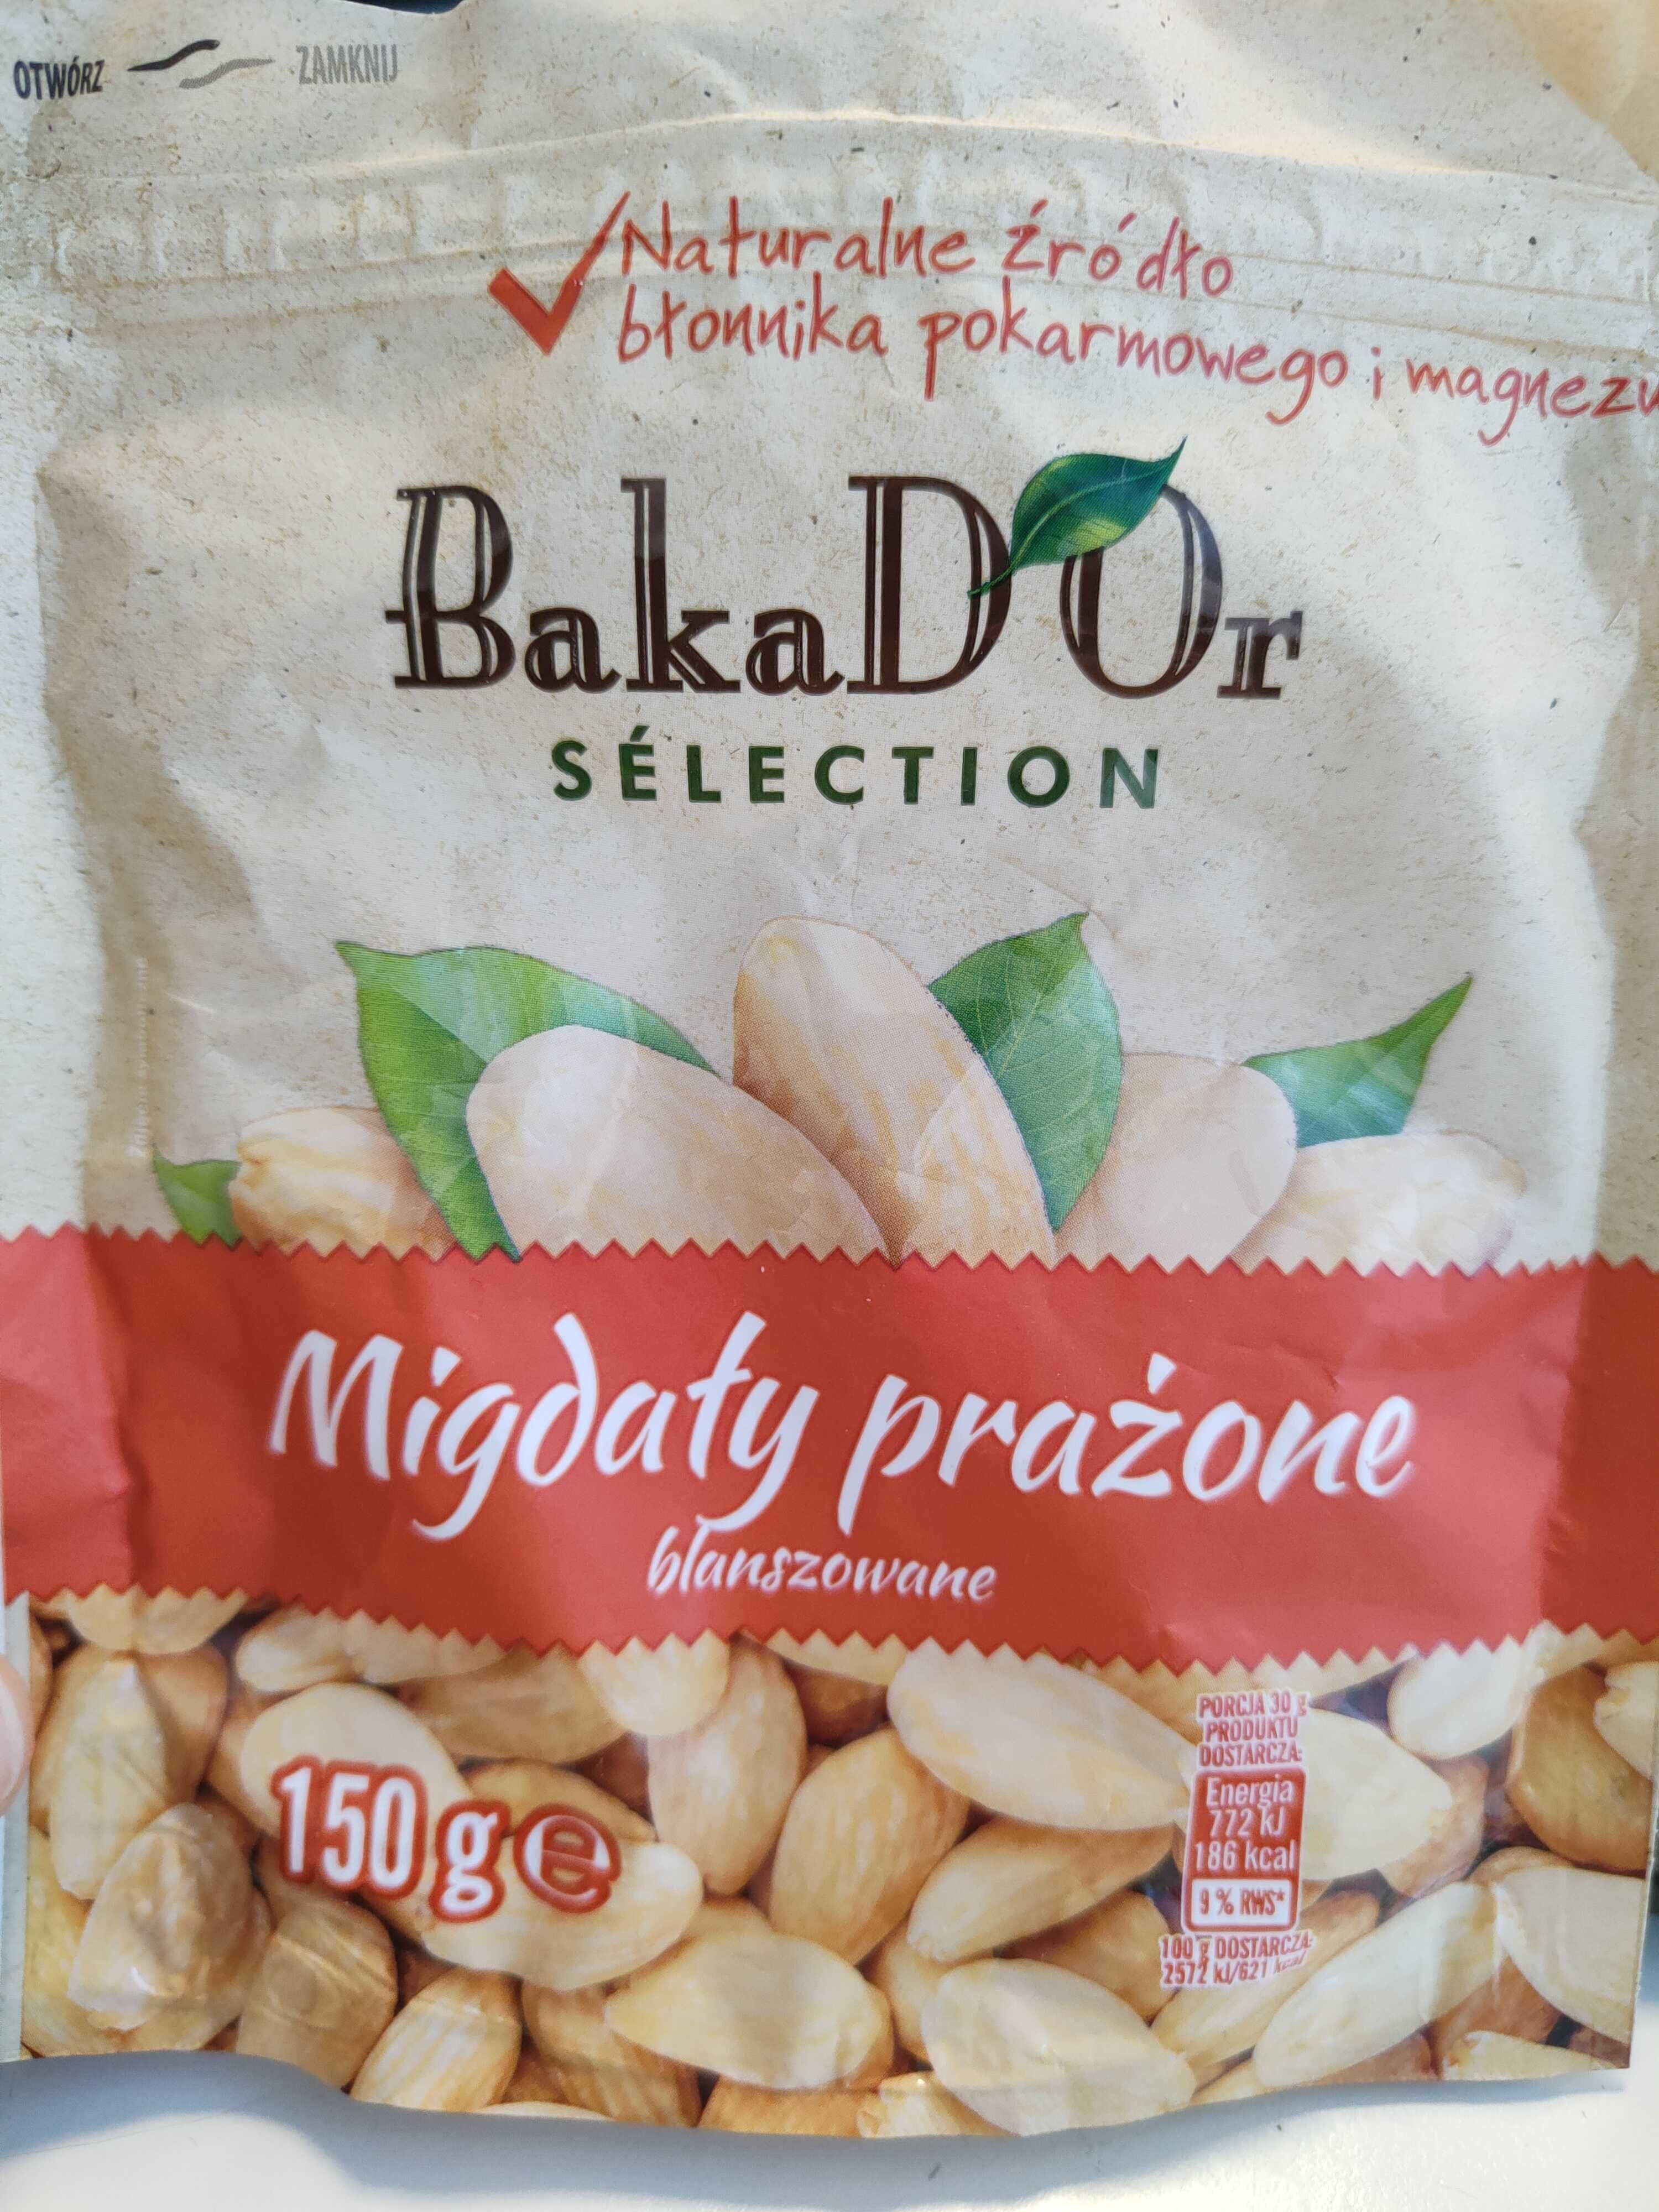 OTWÓRZ ZAMKNIJ
Naturalne źródło
błonnika pokarmowego i magnezu
BakaD'Or
SÉLECTION
Migdały prażone
blanszowane
150 g e
PORCJA 30 g
PRODUKTU
DOSTARCZA:
Energia
772 kJ
186 kcal
9 % RWS*
100 g DOSTARCZA:
2572 kJ/621 kcal